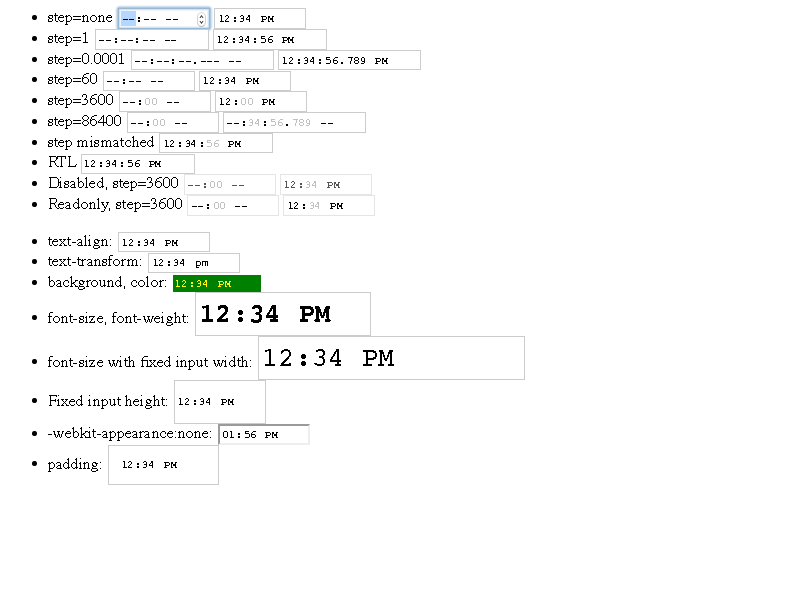 step=none --:-- -- 12:34 PM
step=1 --:--:-- -- 12:34:56 PM
step=0.0001 --:--:--.--- -- 12:34:56.789 PM
step=60 --:-- -- 12:34 PM
step=3600 --:00 -- 12:00 PM
step=86400 --:00 -- --:34:56.789 --
step mismatched 12:34:56 PM
RTL 12:34:56 PM
Disabled, step=3600 --:00 -- 12:34 PM
Readonly, step=3600 --:00 -- 12:34 PM
text-align: 12:34 PM
text-transform: 12:34 pm
background, color: 12:34 PM
font-size, font-weight: 12:34 PM
font-size with fixed input width: 12:34 PM
Fixed input height: 12:34 PM
-webkit-appearance:none: 01:56 PM
padding: 12:34 PM